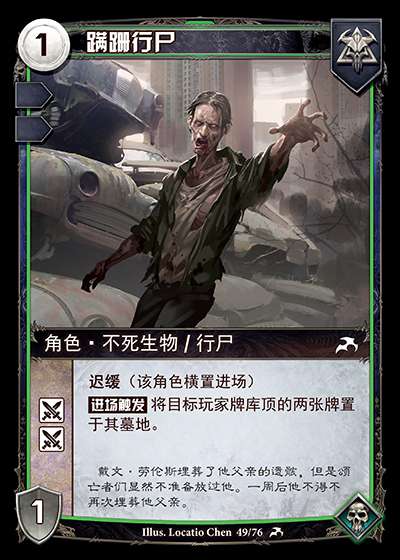 1
蹒跚行尸
角色·不死生物/行尸
迟缓（该角色横置进场）
进场触发 将目标玩家牌库顶的两张牌置
于其墓地。
戴文·劳伦斯埋葬了他父亲的遗骸，但是颂
亡者们显然不准备放过他。一周后他不得不
再次埋葬他父亲。
1
Illus. Locatio Chen 49/76